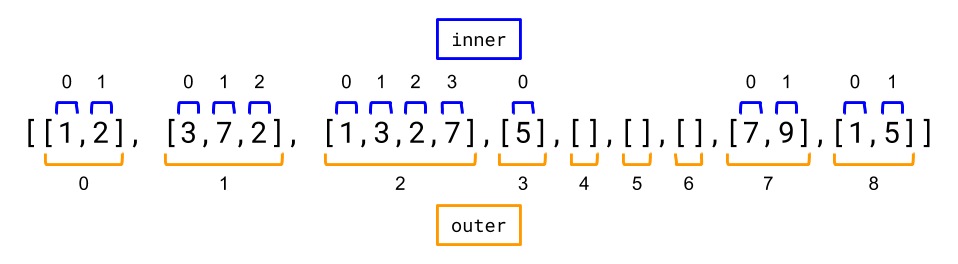 inner
0 1 0 1 2 0 1 2 3 0 0 1 0 1
[[1,2], [3,7,2], [1,3,2,7],[5],[],[],[],[7,9],[1,5]]
0 1 2 3 4 5 6 7 8
outer